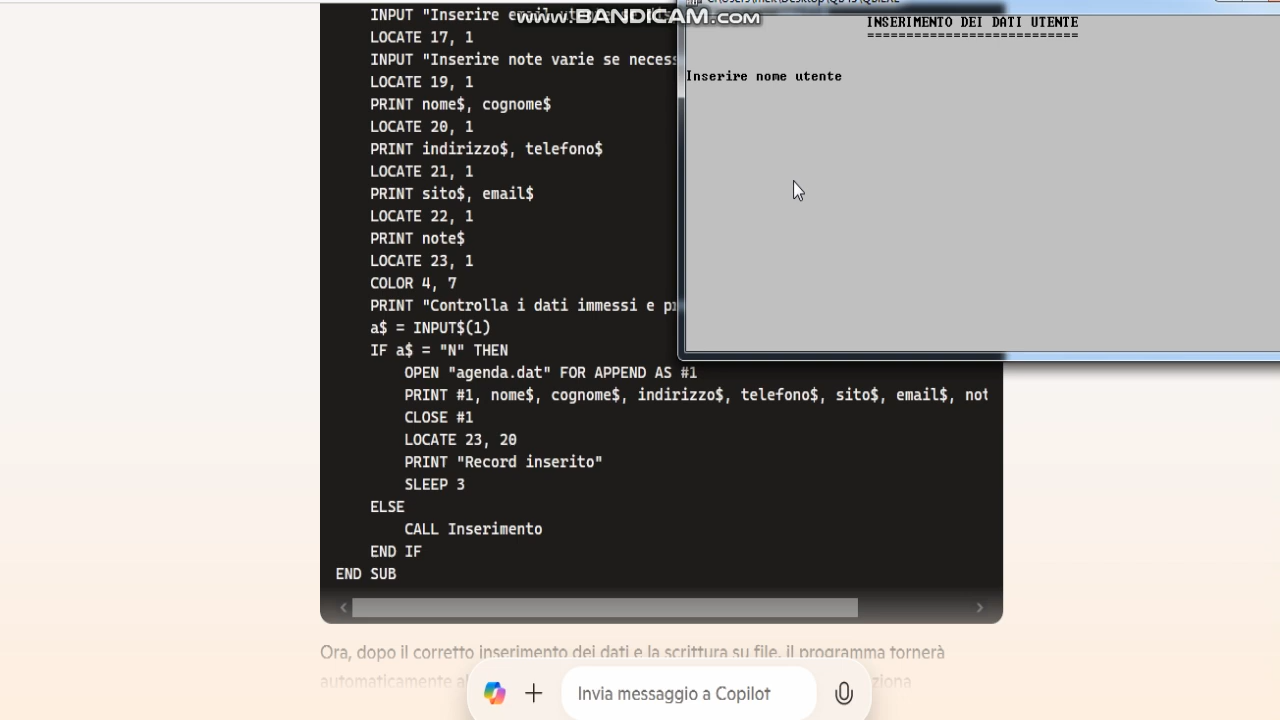 INPUT "Inserire
LOCATE 17, 1
INPUT "Inserire note varie se necess
LOCATE 19, 1
PRINT nome$, cognome$
LOCATE 20, 1
PRINT indirizzo$, telefono$
LOCATE 21, 1
PRINT sito$, email$
LOCATE 22, 1
PRINT note$
LOCATE 23, 1
COLOR 4, 7
PRINT "Controlla i dati immessi e p
a$ = INPUT$(1)
IF a$ = "N" THEN
OPEN "agenda.dat" FOR APPEND AS #1
PRINT #1, nome$, cognome$, indirizzo$, telefono$, sito$, email$, not
CLOSE #1
LOCATE 23, 20
PRINT "Record inserito"
SLEEP 3
ELSE
CALL Inserimento
END IF
END SUB
www.BANDICAM.com
INSERIMENTO DEI DATI UTENTE
===========================
Inserire nome utente
Ora, dopo il corretto inserimento dei dati e la scrittura su file, il programma tornerà
automaticamente
Invia messaggio a Copilot